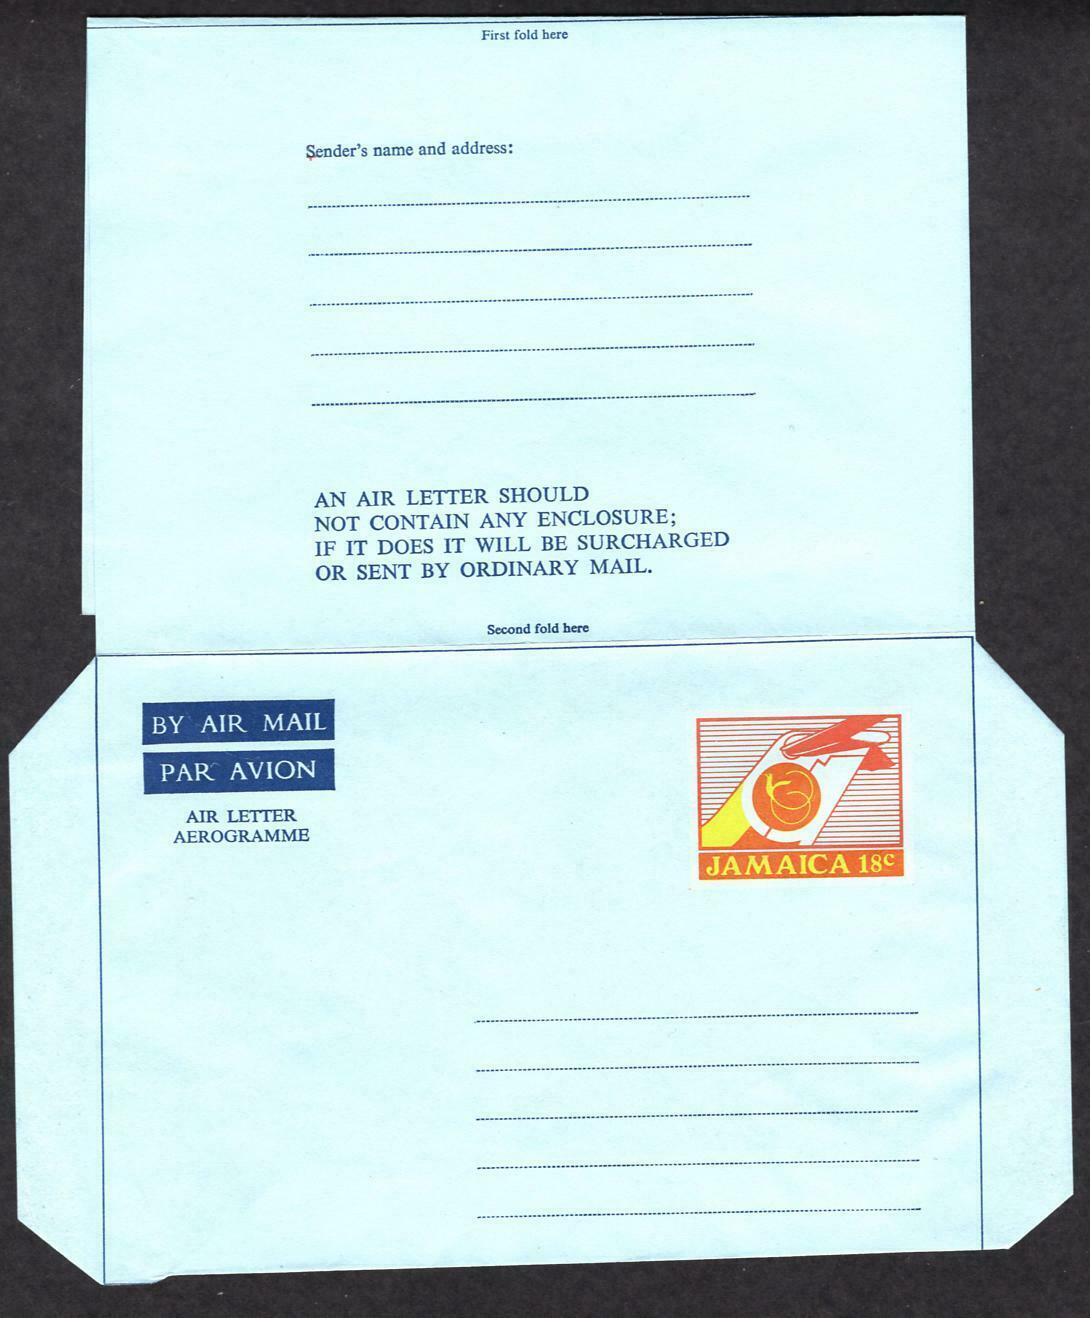 First fold here
Sender's name and address:
AN AIR LETTER SHOULD
NOT CONTAIN ANY ENCLOSURE;
IF IT DOES IT WILL BE SURCHARGED
OR SENT BY ORDINARY MAIL.
Second fold here
BY AIR MAIL
PAR AVION
AIR LETTER
AEROGRAMME
JAMAICA 18c